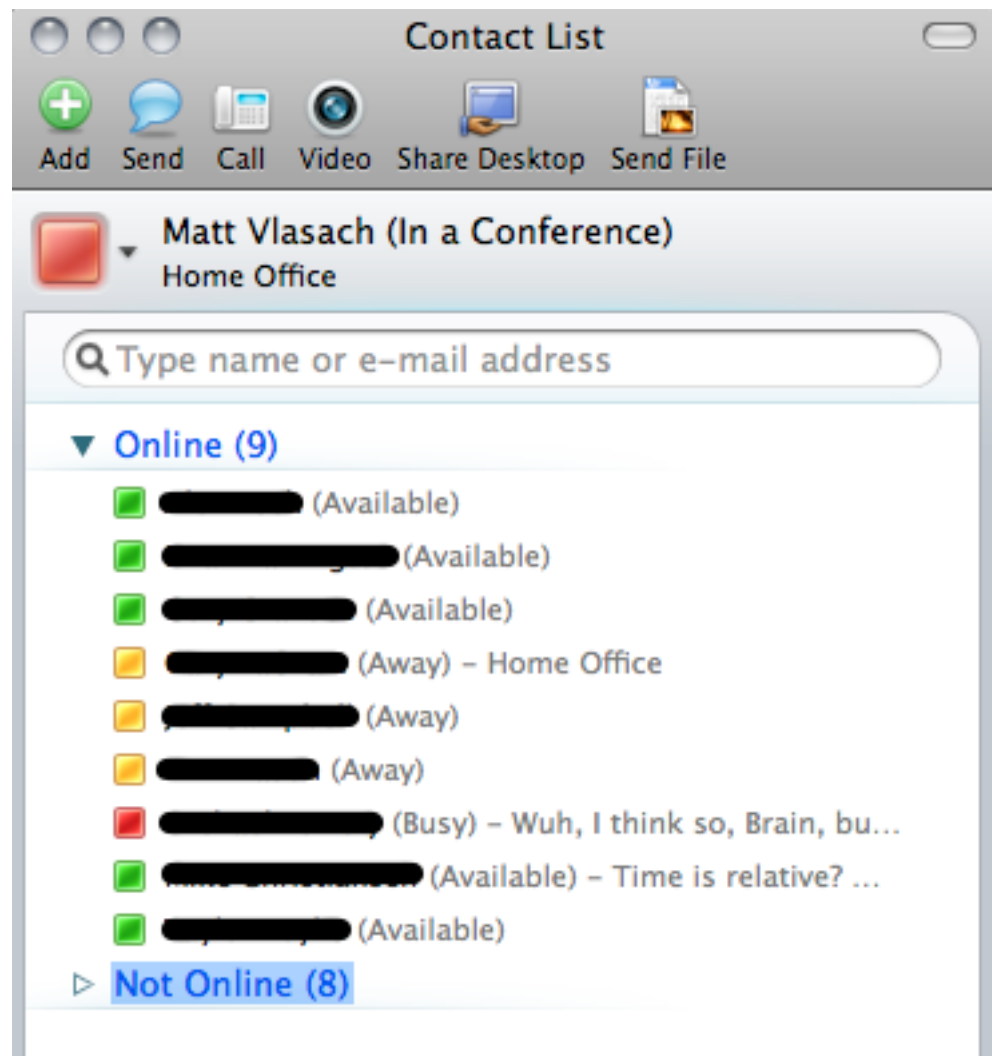 Contact List
Add Send Call Video Share Desktop Send File
Matt Vlasach (In a Conference)
Home Office
Type name or e-mail address
Online (9)
(Available)
(Available)
(Available)
(Away) - Home Office
(Away)
(Away)
(Busy) - Wuh, I think so, Brain, bu...
(Available) - Time is relative? ...
(Available)
Not Online (8)